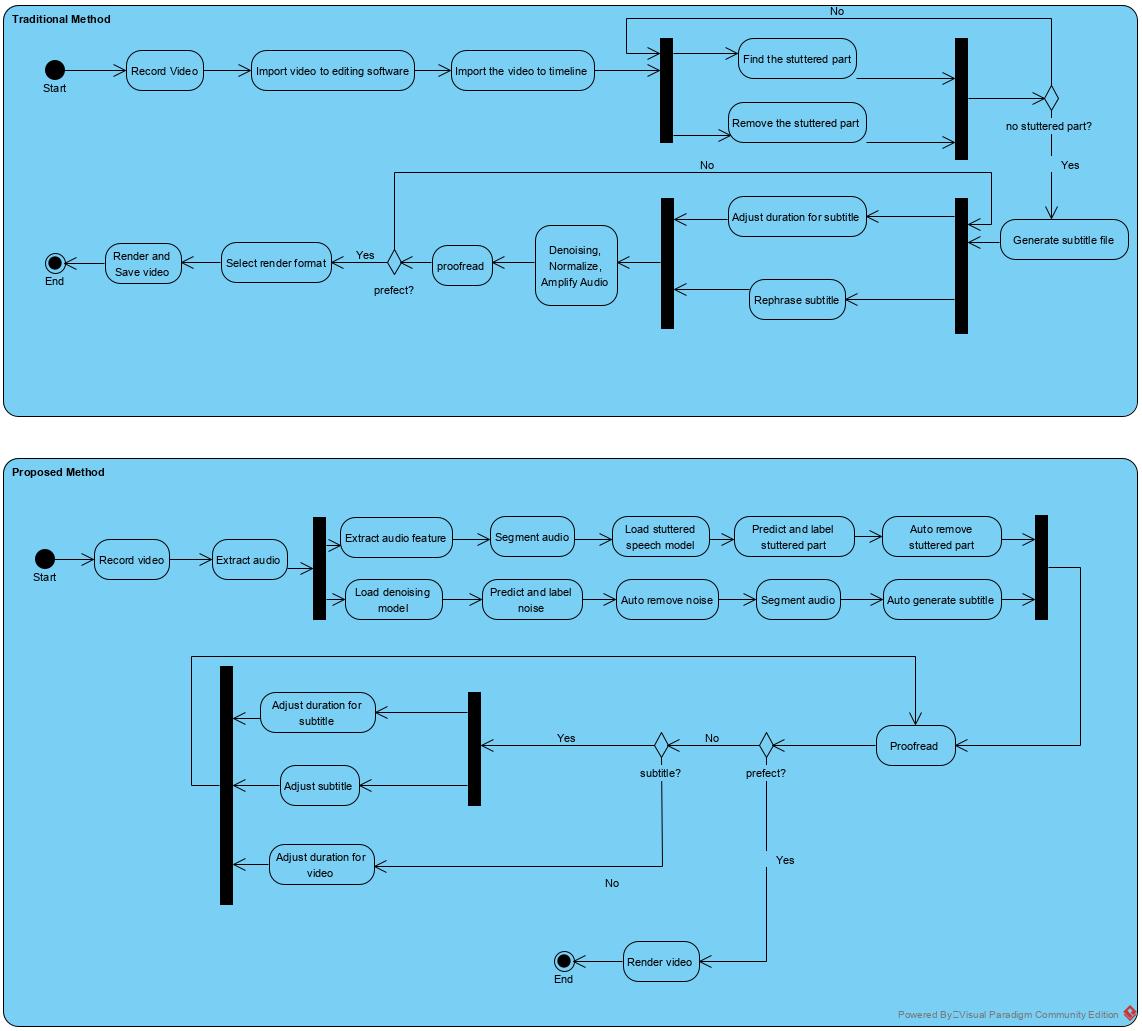 Traditional Method
No
Start
Record Video
Import video to editing software
Import the video to timeline
Find the stuttered part
Remove the stuttered part
no stuttered part?
Yes
No
Generate subtitle file
Adjust duration for subtitle
Rephrase subtitle
Denoising,
Normalize,
Amplify Audio
proofread
prefect?
Yes
Select render format
Render and
Save video
End
Proposed Method
Start
Record video
Extract audio
Extract audio feature
Segment audio
Load stuttered
speech model
Predict and label
stuttered part
Auto remove
stuttered part
Load denoising
model
Predict and label
noise
Auto remove noise
Segment audio
Auto generate subtitle
Proofread
prefect?
No
subtitle?
Yes
Adjust duration for
subtitle
Adjust subtitle
Adjust duration for
video
No
Yes
Render video
End
Powered By Visual Paradigm Community Edition